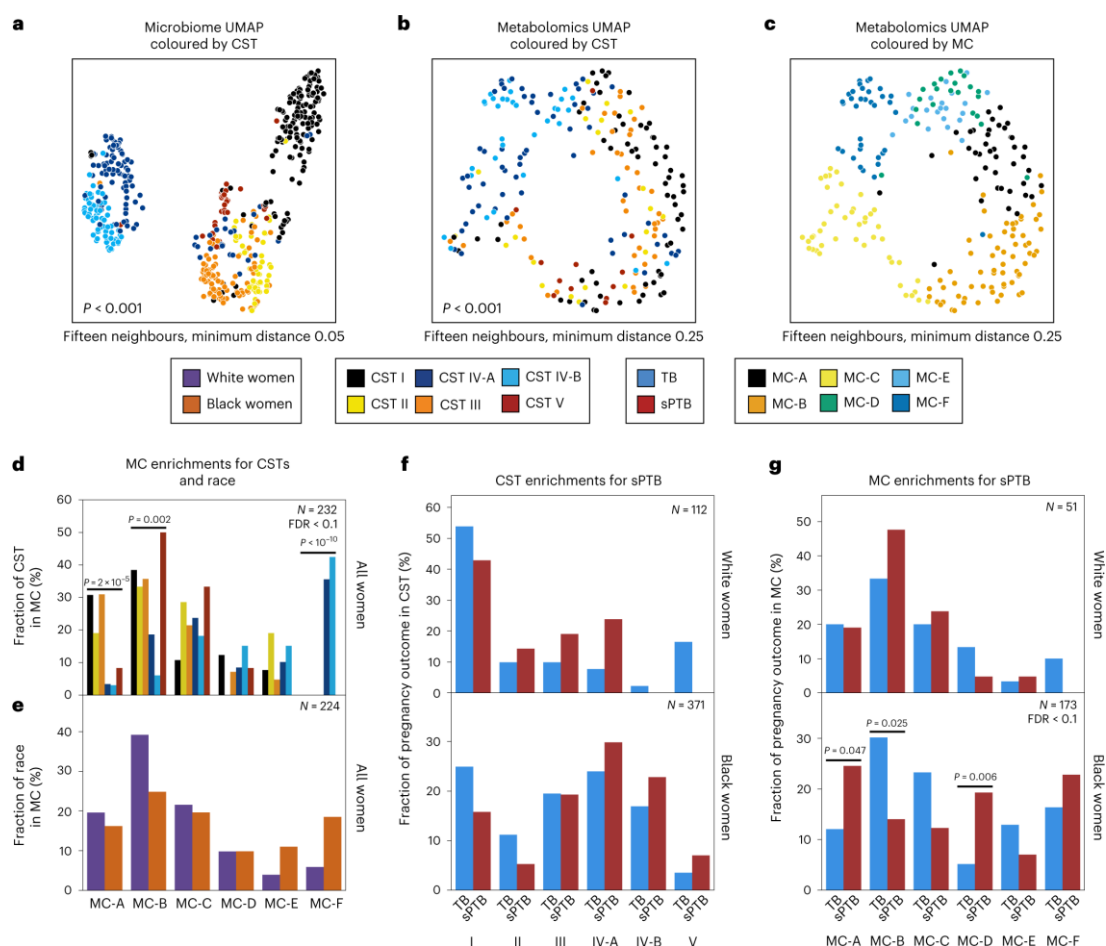 a
Microbiome UMAP
coloured by CST
P < 0.001
Fifteen neighbours, minimum distance 0.05
b
Metabolomics UMAP
coloured by CST
P < 0.001
Fifteen neighbours, minimum distance 0.25
c
Metabolomics UMAP
coloured by MC
Fifteen neighbours, minimum distance 0.25
White women
Black women
CST I
CST IV-A
CST IV-B
CST II
CST III
CST V
TB
sPTB
MC-A
MC-C
MC-E
MC-B
MC-D
MC-F
d
MC enrichments for CSTs
and race
Fraction of CST
in MC (%)
60
50
40
30
20
10
0
N = 232
FDR < 0.1
P = 2 × 10⁻⁵
P = 0.002
P < 10⁻¹⁰
All women
e
Fraction of race
in MC (%)
40
30
20
10
0
N = 224
All women
MC-A
MC-B
MC-C
MC-D
MC-E
MC-F
f
CST enrichments for sPTB
Fraction of pregnancy outcome in CST (%)
60
50
40
30
20
10
0
N = 112
White women
30
20
10
0
N = 371
Black women
TB
sPTB
TB
sPTB
TB
sPTB
TB
sPTB
TB
sPTB
TB
sPTB
I
II
III
IV-A
IV-B
V
g
MC enrichments for sPTB
Fraction of pregnancy outcome in MC (%)
50
40
30
20
10
0
N = 51
White women
30
20
10
0
N = 173
FDR < 0.1
P = 0.047
P = 0.025
P = 0.006
Black women
TB
sPTB
TB
sPTB
TB
sPTB
TB
sPTB
TB
sPTB
TB
sPTB
MC-A
MC-B
MC-C
MC-D
MC-E
MC-F